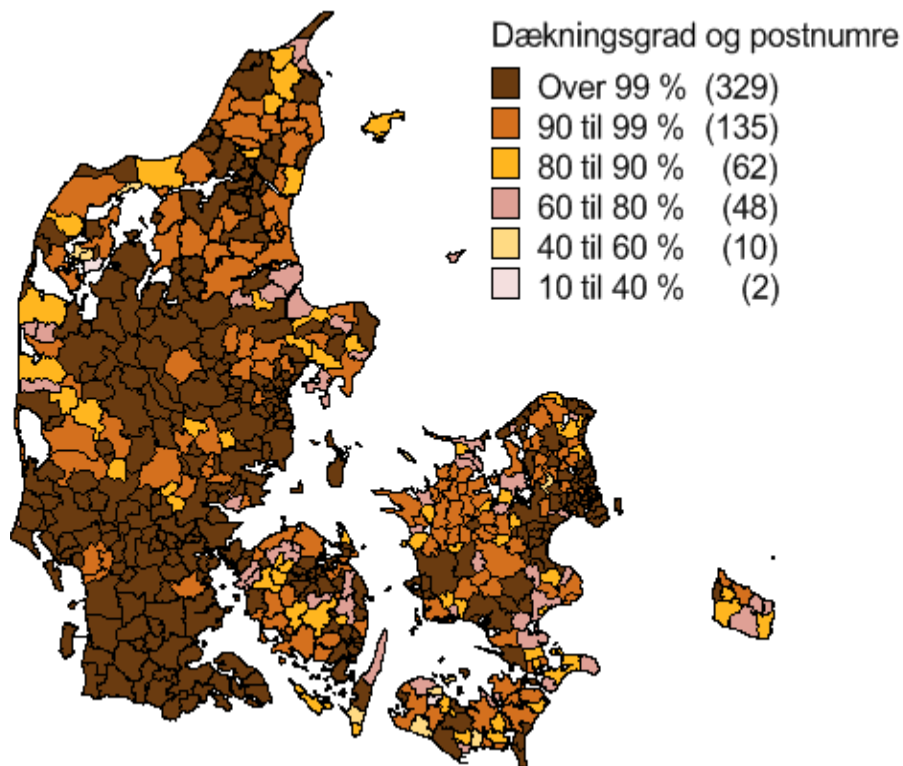 Dækningsgrad og postnumre
Over 99 % (329)
90 til 99 % (135)
80 til 90 % (62)
60 til 80 % (48)
40 til 60 % (10)
10 til 40 % (2)